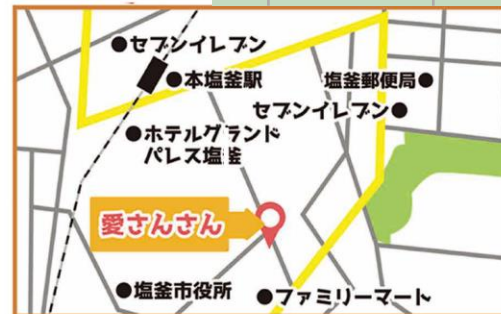 ●セブンイレブン
●本塩釜駅
塩釜郵便局●
セブンイレブン●
●ホテルグランド
パレス塩釜
愛さんさん
●塩釜市役所
●ファミリーマート